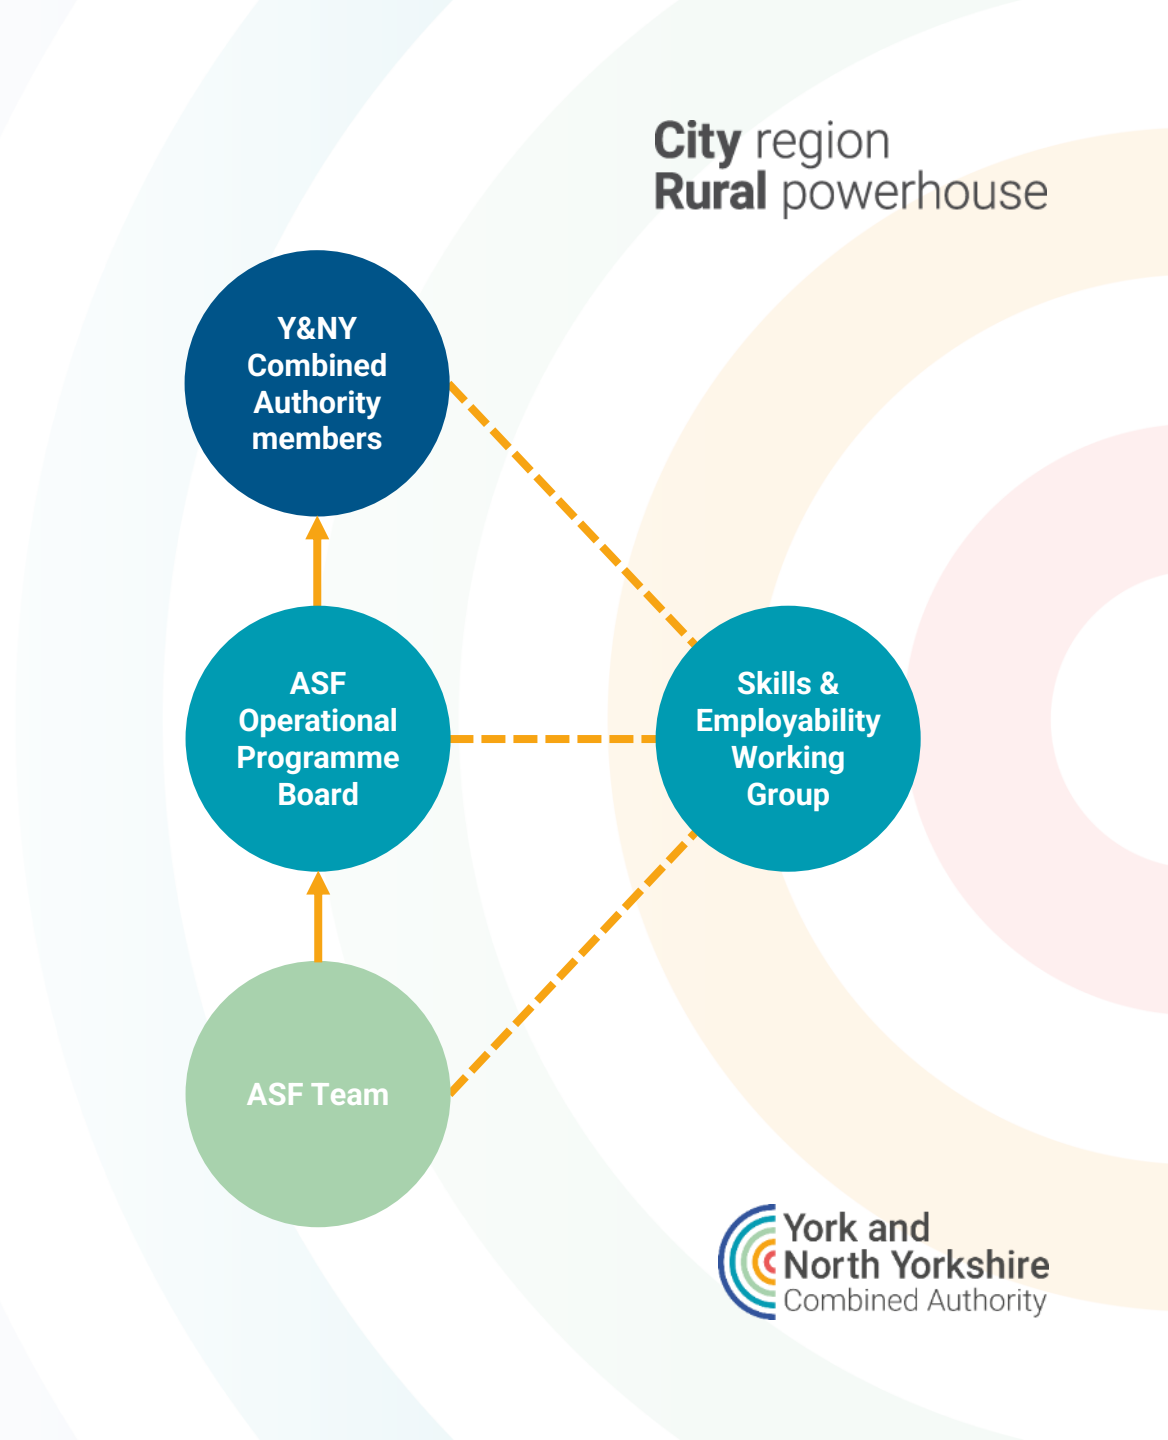 City region
Rural powerhouse
Y&NY
Combined
Authority
members
ASF
Operational
Programme
Board
Skills &
Employability
Working
Group
ASF Team
York and
North Yorkshire
Combined Authority